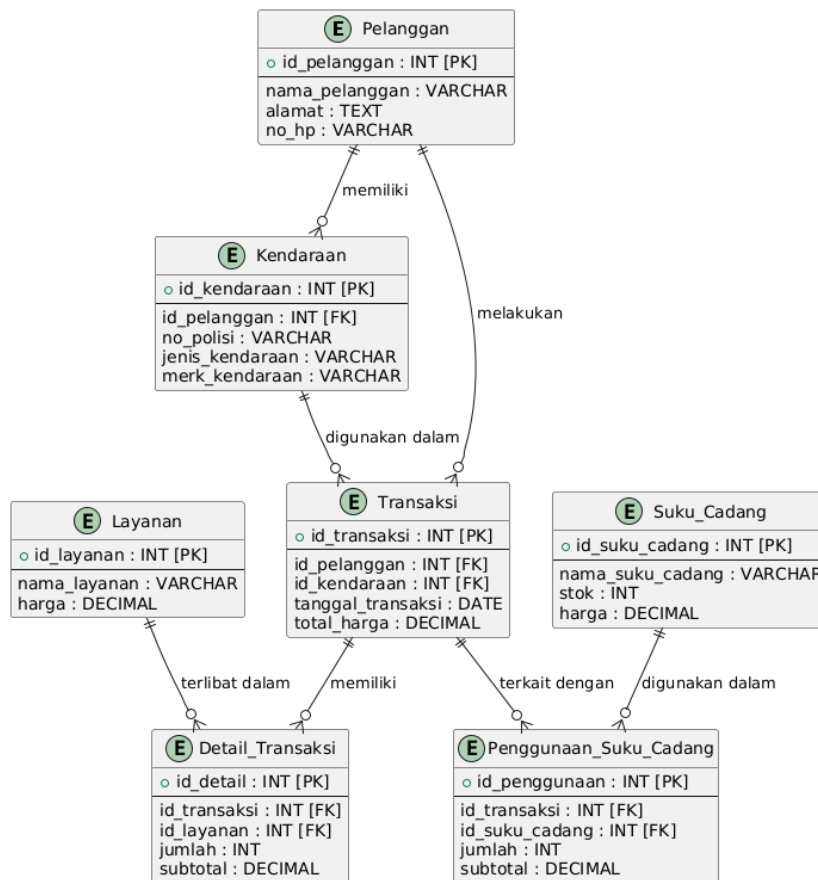 E Pelanggan
id_pelanggan : INT [PK]
nama_pelanggan : VARCHAR
alamat : TEXT
no_hp : VARCHAR
memiliki
E Kendaraan
id_kendaraan : INT [PK]
id_pelanggan : INT [FK]
no_polisi : VARCHAR
jenis_kendaraan : VARCHAR
merk_kendaraan : VARCHAR
melakukan
digunakan dalam
E Layanan
id_layanan : INT [PK]
nama_layanan : VARCHAR
harga : DECIMAL
E Transaksi
id_transaksi : INT [PK]
id_pelanggan : INT [FK]
id_kendaraan : INT [FK]
tanggal_transaksi : DATE
total_harga : DECIMAL
E Suku_Cadang
id_suku_cadang : INT [PK]
nama_suku_cadang : VARCHAR
stok : INT
harga : DECIMAL
terlibat dalam
memiliki
terkait dengan
digunakan dalam
E Detail_Transaksi
id_detail : INT [PK]
id_transaksi : INT [FK]
id_layanan : INT [FK]
jumlah : INT
subtotal : DECIMAL
E Penggunaan_Suku_Cadang
id_penggunaan : INT [PK]
id_transaksi : INT [FK]
id_suku_cadang : INT [FK]
jumlah : INT
subtotal : DECIMAL